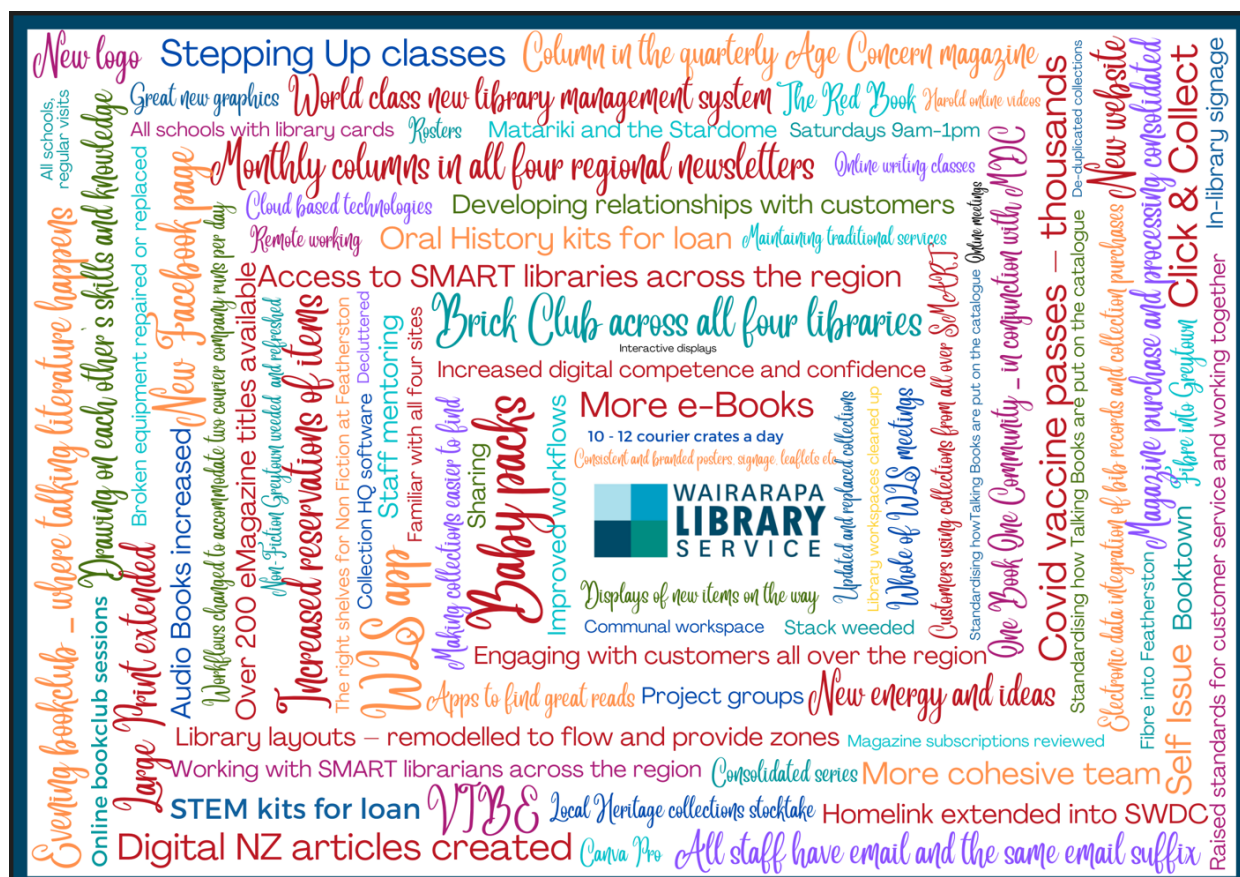 New logo
Stepping Up classes
Column in the quarterly Age Concern magazine
Great new graphics
World class new library management system
The Red Book
Harold online videos
All schools with library cards
Rosters
Matariki and the Stardome
Saturdays 9am-1pm
Monthly columns in all four regional newsletters
Online writing classes
Cloud based technologies
Developing relationships with customers
Remote working
Oral History kits for loan
Maintaining traditional services
Access to SMART libraries across the region
Brick Club across all four libraries
Interactive displays
Increased digital competence and confidence
More e-Books
10 - 12 courier crates a day
Consistent and branded posters, signage, leaflets etc
WAIRARAPA
LIBRARY
SERVICE
Displays of new items on the way
Communal workspace
Stack weeded
Engaging with customers all over the region
Apps to find great reads
Project groups
New energy and ideas
Library layouts – remodelled to flow and provide zones
Magazine subscriptions reviewed
Working with SMART librarians across the region
Consolidated series
More cohesive team
STEM kits for loan
VIBE
Local Heritage collections stocktake
Homelink extended into SWDC
Digital NZ articles created
Canva Pro
All staff have email and the same email suffix
All schools,
regular visits
Evening bookclub _ where talking literature happens
Drawing on each other's skills and knowledge
Online bookclub sessions
Broken equipment repaired or replaced
Large Print extended
New Facebook page
Audio Books increased
Workflows changed to accommodate two courier company runs per day
Over 200 eMagazine titles available
Non-Fiction Greytown weeded and refreshed
Increased reservations of items
The right shelves for Non Fiction at Featherston
Decluttered
Collection HQ software
Staff mentoring
WLS app
Familiar with all four sites
Making collections easier to find
Sharing
Baby packs
Improved workflows
Updated and replaced collections
Library workspaces cleaned up
Whole of WLS meetings
Customers using collections from all over SMART
Online meetings
Standardising howTalking Books are put on the catalogue
One Book One Community _ in conjunction with MDC
Covid vaccine passes – thousands
De-duplicated collections
Standardising how Talking Books are put on the catalogue
New website
Electronic data integration of bib records and collection purchases
Magazine purchase and processing consolidated
Fibre into Featherston
Click & Collect
Fibre into Greytown
Booktown
Self Issue
In-library signage
Raised standards for customer service and working together